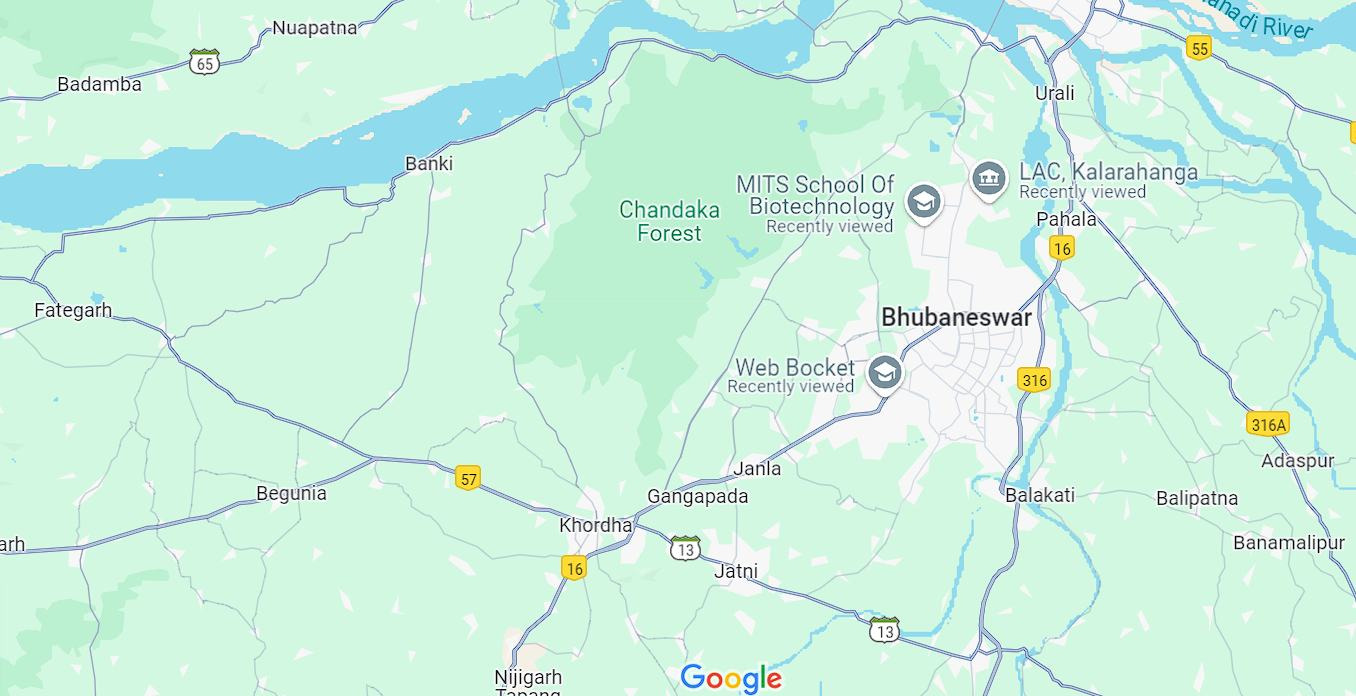 Nuapatna
65
Badamba
55
Urali
Banki
LAC, Kalarahanga
Recently viewed
MITS School Of
Biotechnology
Recently viewed
Chandaka
Forest
Pahala
16
Fategarh
Bhubaneswar
Web Bocket
Recently viewed
316
316A
Adaspur
57
Janla
Begunia
Gangapada
Balakati
Balipatna
Khordha
arh
13
Banamalipur
16
Jatni
13
Nijigarh
Tapang
Google